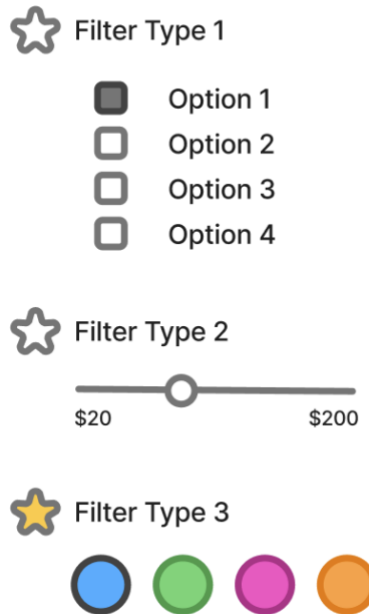 Filter Type 1
Option 1
Option 2
Option 3
Option 4
Filter Type 2
$20 $200
Filter Type 3